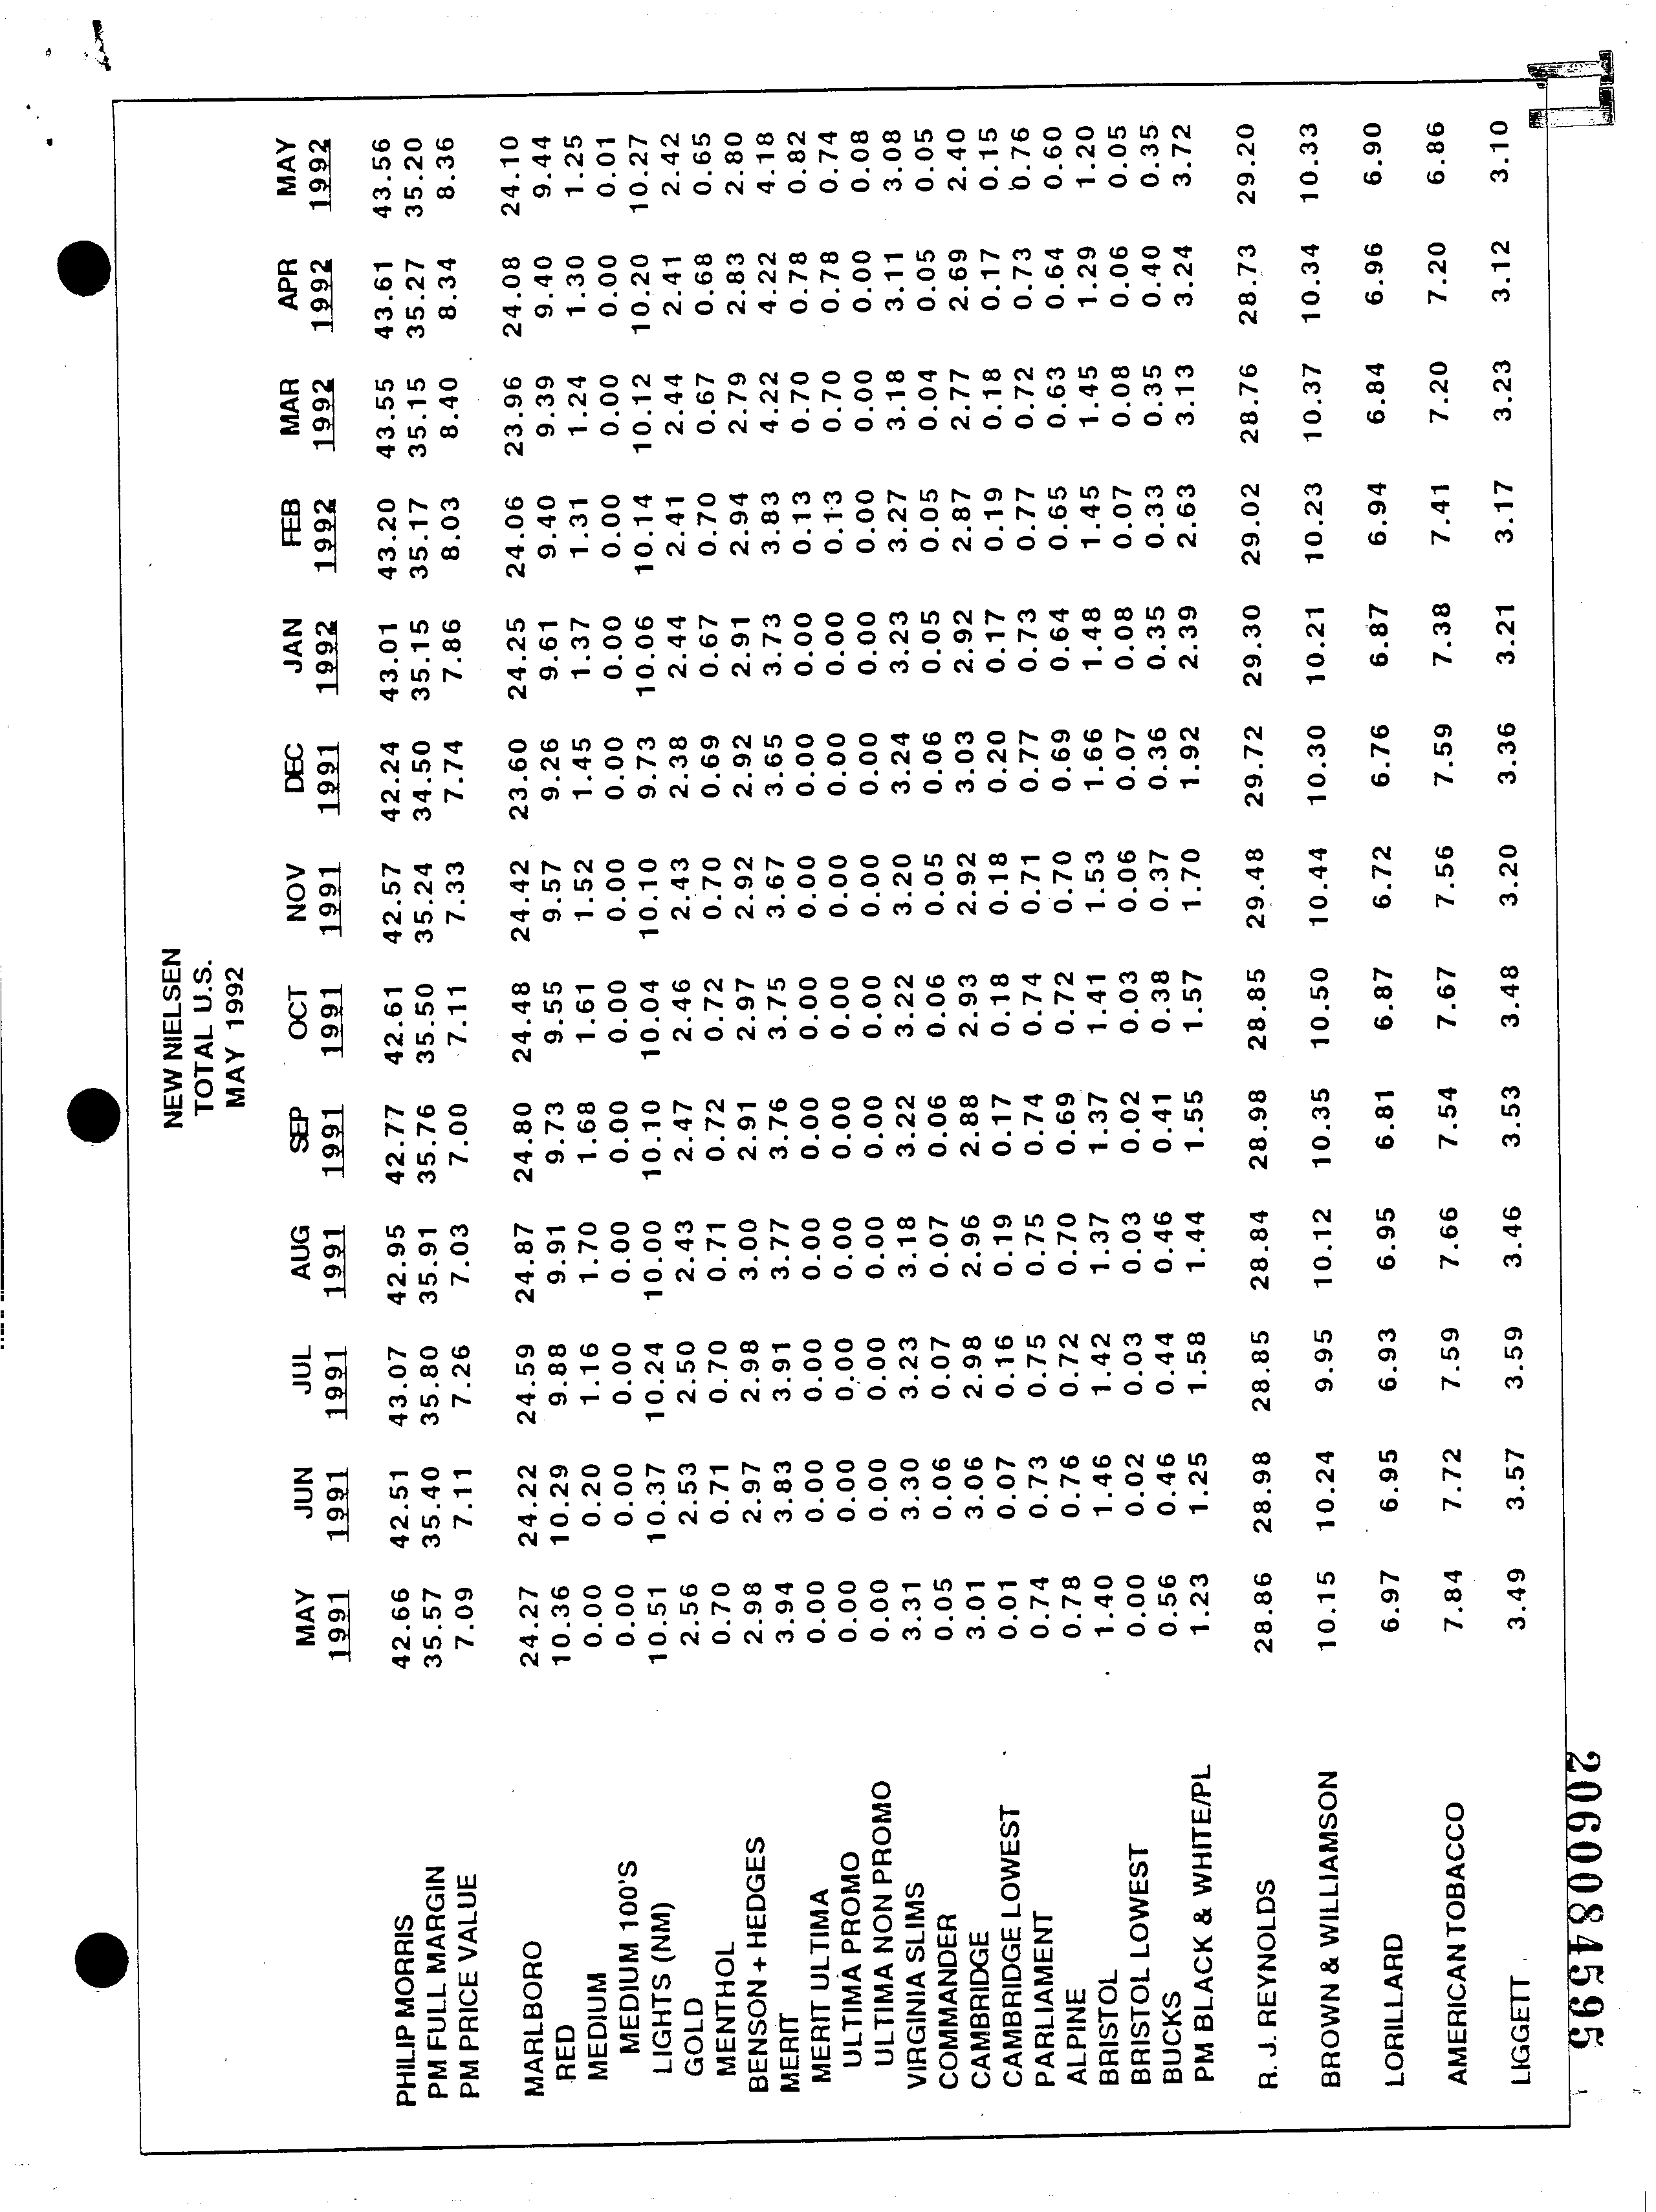 NEW NIELSEN
TOTAL U.S.
MAY 1992
MAY JUN JUL AUG SEP OCT NOV DEC JAN FEB MAR APR MAY
1991 1991 1991 1991 1991 1991 1991 1991 1992 1992 1992 1992 1992
PHILIP MORRIS 42.66 42.51 43.07 42.95 42.77 42.61 42.57 42.24 43.01 43.20 43.55 43.61 43.56
PM FULL MARGIN 35.57 35.40 35.80 35.91 35.76 35.50 35.24 34.50 35.15 35.17 35.15 35.27 35.20
PM PRICE VALUE 7.09 7.11 7.26 7.03 7.00 7.11 7.33 7.74 7.86 8.03 8.40 8.34 8.36
MARLBORO 24.27 24.22 24.59 24.87 24.80 24.48 24.42 23.60 24.25 24.06 23.96 24.08 24.10
RED 10.36 10.29 9.88 9.91 9.73 9.55 9.57 9.26 9.61 9.40 9.39 9.40 9.44
MEDIUM 0.00 0.20 1.16 1.70 1.68 1.61 1.52 1.45 1.37 1.31 1.24 1.30 1.25
MEDIUM 100'S 0.00 0.00 0.00 0.00 0.00 0.00 0.00 0.00 0.00 0.00 0.00 0.00 0.01
LIGHTS (NM) 10.51 10.37 10.24 10.00 10.10 10.04 10.10 9.73 10.06 10.14 10.12 10.20 10.27
GOLD 2.56 2.53 2.50 2.43 2.47 2.46 2.43 2.38 2.44 2.41 2.44 2.41 2.42
MENTHOL 0.70 0.71 0.70 0.71 0.72 0.72 0.70 0.69 0.67 0.70 0.67 0.68 0.65
BENSON + HEDGES 2.98 2.97 2.98 3.00 2.91 2.97 2.92 2.92 2.91 2.94 2.79 2.83 2.80
MERIT 3.94 3.83 3.91 3.77 3.76 3.75 3.67 3.65 3.73 3.83 4.22 4.22 4.18
MERIT ULTIMA 0.00 0.00 0.00 0.00 0.00 0.00 0.00 0.00 0.00 0.13 0.70 0.78 0.82
ULTIMA PROMO 0.00 0.00 0.00 0.00 0.00 0.00 0.00 0.00 0.00 0.13 0.70 0.78 0.74
ULTIMA NON PROMO 0.00 0.00 0.00 0.00 0.00 0.00 0.00 0.00 0.00 0.00 0.00 0.00 0.08
VIRGINIA SLIMS 3.31 3.30 3.23 3.18 3.22 3.22 3.20 3.24 3.23 3.27 3.18 3.11 3.08
COMMANDER 0.05 0.06 0.07 0.07 0.06 0.06 0.05 0.06 0.05 0.05 0.04 0.05 0.05
CAMBRIDGE 3.01 3.06 2.98 2.96 2.88 2.93 2.92 3.03 2.92 2.87 2.77 2.69 2.40
CAMBRIDGE LOWEST 0.01 0.07 0.16 0.19 0.17 0.18 0.18 0.20 0.17 0.19 0.18 0.17 0.15
PARLIAMENT 0.74 0.73 0.75 0.75 0.74 0.74 0.71 0.77 0.73 0.77 0.72 0.73 0.76
ALPINE 0.78 0.76 0.72 0.70 0.69 0.72 0.70 0.69 0.64 0.65 0.63 0.64 0.60
BRISTOL 1.40 1.46 1.42 1.37 1.37 1.41 1.53 1.66 1.48 1.45 1.45 1.29 1.20
BRISTOL LOWEST 0.00 0.02 0.03 0.03 0.02 0.03 0.06 0.07 0.08 0.07 0.08 0.06 0.05
BUCKS 0.56 0.46 0.44 0.46 0.41 0.38 0.37 0.36 0.35 0.33 0.35 0.40 0.35
PM BLACK & WHITE/PL 1.23 1.25 1.58 1.44 1.55 1.57 1.70 1.92 2.39 2.63 3.13 3.24 3.72
R. J. REYNOLDS 28.86 28.98 28.85 28.84 28.98 28.85 29.48 29.72 29.30 29.02 28.76 28.73 29.20
BROWN & WILLIAMSON 10.15 10.24 9.95 10.12 10.35 10.50 10.44 10.30 10.21 10.23 10.37 10.34 10.33
LORILLARD 6.97 6.95 6.93 6.95 6.81 6.87 6.72 6.76 6.87 6.94 6.84 6.96 6.90
AMERICAN TOBACCO 7.84 7.72 7.59 7.66 7.54 7.67 7.56 7.59 7.38 7.41 7.20 7.20 6.86
LIGGETT 3.49 3.57 3.59 3.46 3.53 3.48 3.20 3.36 3.21 3.17 3.23 3.12 3.10
2060084595